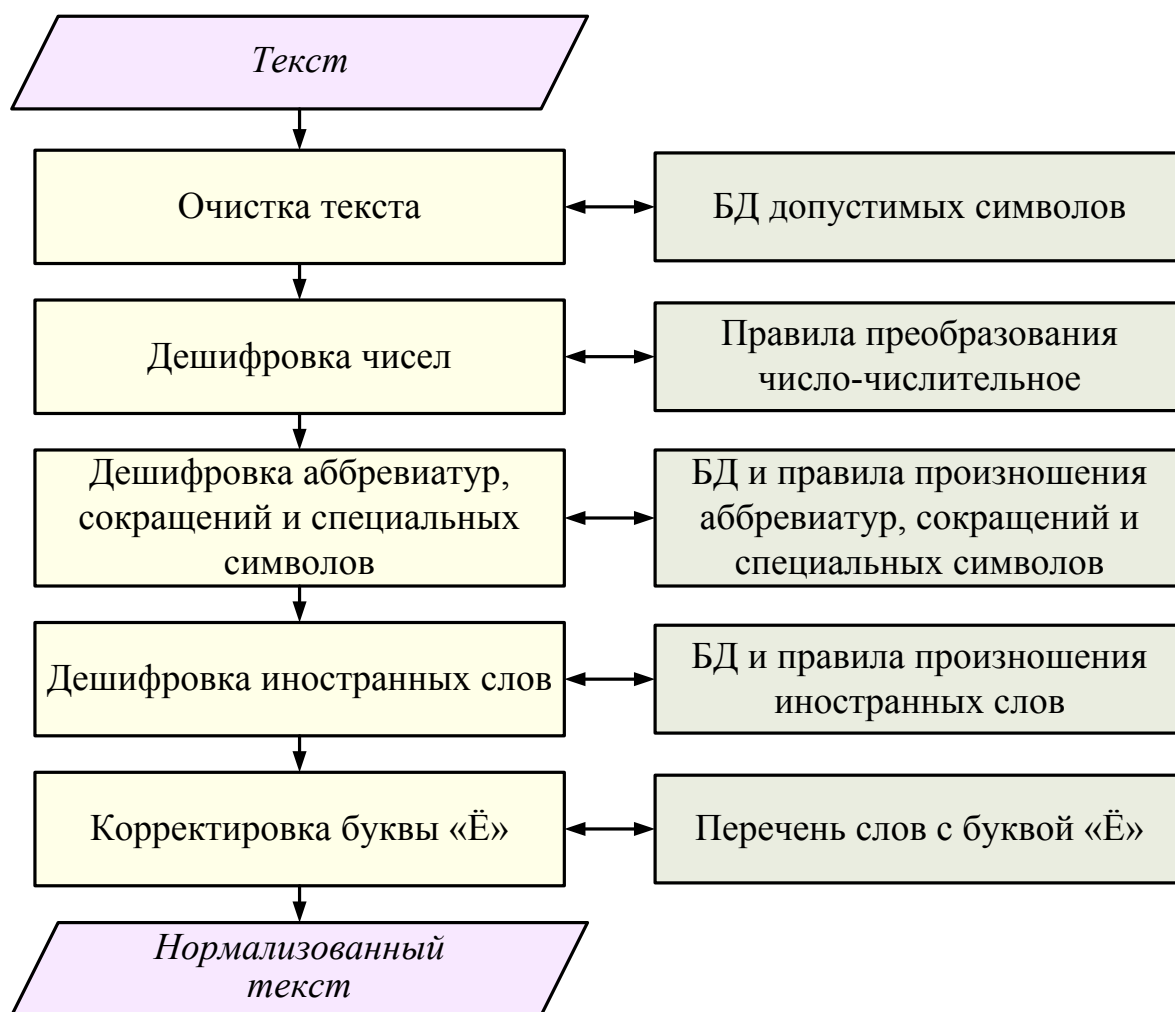 Текст
Очистка текста
БД допустимых символов
Дешифровка чисел
Правила преобразования
число-числительное
Дешифровка аббревиатур,
сокращений и специальных
символов
БД и правила произношения
аббревиатур, сокращений и
специальных символов
Дешифровка иностранных слов
БД и правила произношения
иностранных слов
Корректировка буквы «Ё»
Перечень слов с буквой «Ё»
Нормализованный
текст